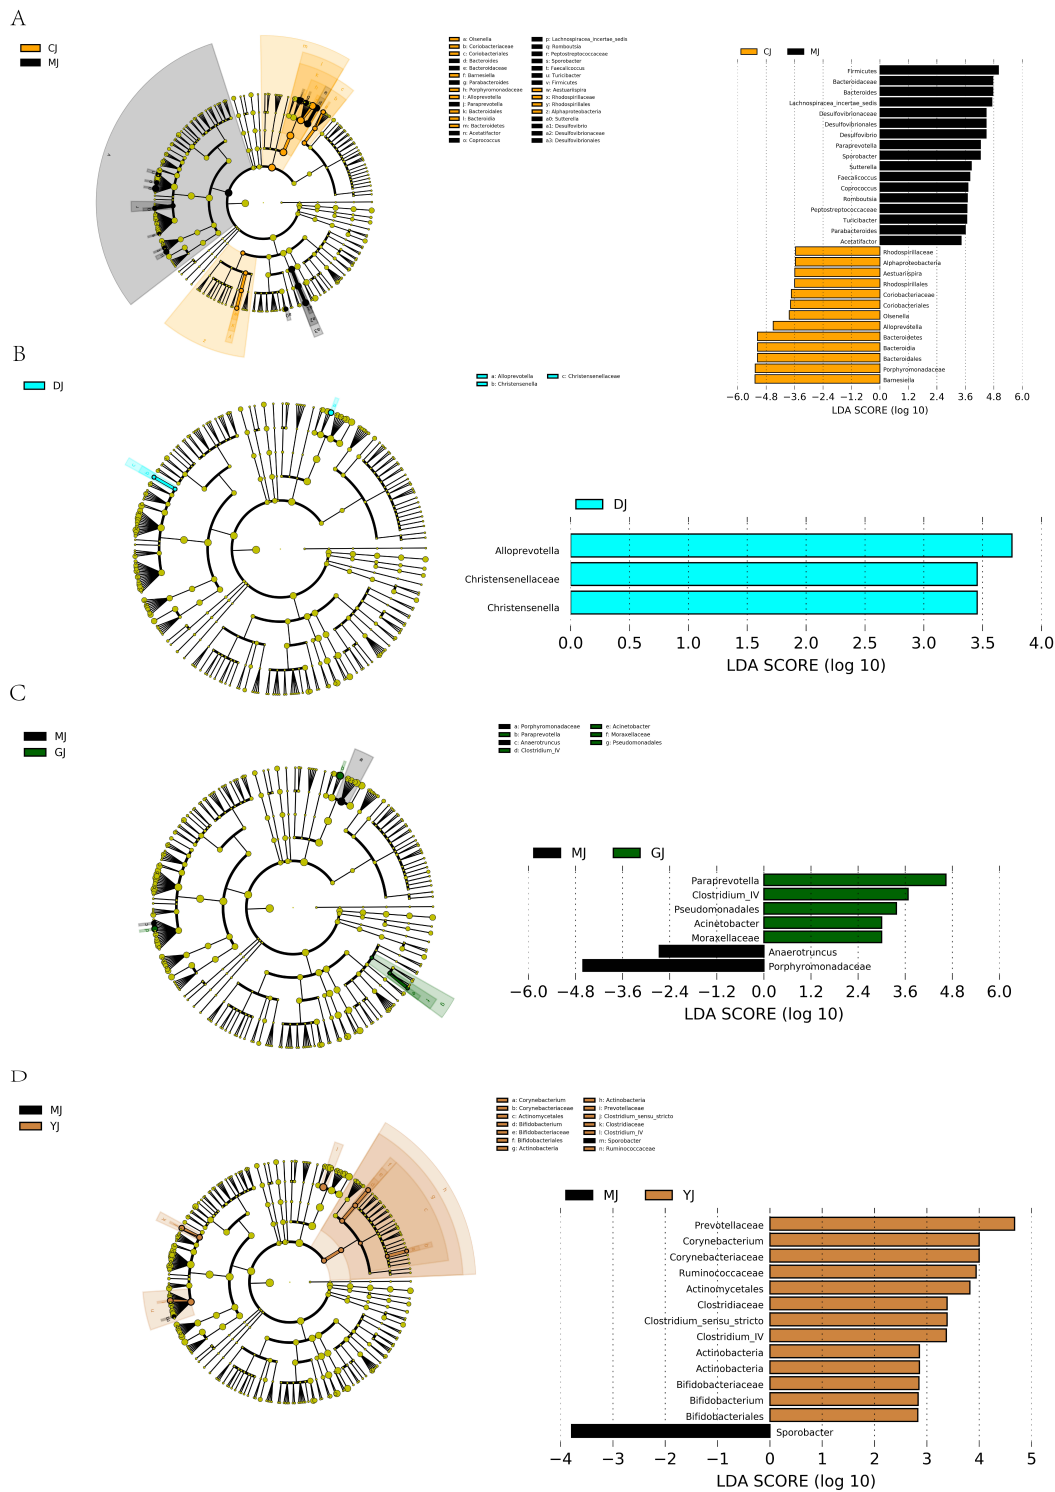 A
CJ
MJ
a: Olsenella
b: Coriobacteriaceae
c: Coriobacteriales
d: Bacteroides
e: Bacteroidaceae
f: Barnesiella
g: Parabacteroides
h: Porphyromonadaceae
i: Alloprevotella
j: Paraprevotella
k: Bacteroidales
l: Bacteroidia
m: Bacteroidetes
n: Acetatifactor
o: Coprococcus
p: Lachnospiracea_incertae_sedis
q: Romboutsia
r: Peptostreptococcaceae
s: Sporobacter
t: Faecalicoccus
u: Turicibacter
v: Firmicutes
w: Aestuariispira
x: Rhodospirillaceae
y: Rhodospirillales
z: Alphaproteobacteria
a0: Sutterella
a1: Desulfovibrio
a2: Desulfovibrionaceae
a3: Desulfovibrionales
CJ MJ
Firmicutes
Bacteroidaceae
Bacteroides
Lachnospiracea_incertae_sedis
Desulfovibrionaceae
Desulfovibrionales
Desulfovibrio
Paraprevotella
Sporobacter
Sutterella
Faecalicoccus
Coprococcus
Romboutsia
Peptostreptococcaceae
Turicibacter
Parabacteroides
Acetatifactor
Rhodospirillaceae
Alphaproteobacteria
Aestuariispira
Rhodospirillales
Coriobacteriaceae
Coriobacteriales
Olsenella
Alloprevotella
Bacteroidetes
Bacteroidia
Bacteroidales
Porphyromonadaceae
Barnesiella
−6.0 −4.8 −3.6 −2.4 −1.2 0.0 1.2 2.4 3.6 4.8 6.0
LDA SCORE (log 10)
B
DJ
a: Alloprevotella
b: Christensenella
c: Christensenellaceae
DJ
Alloprevotella
Christensenellaceae
Christensenella
0.0 0.5 1.0 1.5 2.0 2.5 3.0 3.5 4.0
LDA SCORE (log 10)
C
MJ
GJ
a: Porphyromonadaceae
b: Paraprevotella
c: Anaerotruncus
d: Clostridium_IV
e: Acinetobacter
f: Moraxellaceae
g: Pseudomonadales
MJ GJ
Paraprevotella
Clostridium_IV
Pseudomonadales
Acinetobacter
Moraxellaceae
Anaerotruncus
Porphyromonadaceae
−6.0 −4.8 −3.6 −2.4 −1.2 0.0 1.2 2.4 3.6 4.8 6.0
LDA SCORE (log 10)
D
MJ
YJ
a: Corynebacterium
b: Corynebacteriaceae
c: Actinomycetales
d: Bifidobacterium
e: Bifidobacteriaceae
f: Bifidobacteriales
g: Actinobacteria
h: Actinobacteria
i: Prevotellaceae
j: Clostridium_sensu_stricto
k: Clostridiaceae
l: Clostridium_IV
m: Sporobacter
n: Ruminococcaceae
MJ YJ
Prevotellaceae
Corynebacterium
Corynebacteriaceae
Ruminococcaceae
Actinomycetales
Clostridiaceae
Clostridium_sensu_stricto
Clostridium_IV
Actinobacteria
Actinobacteria
Bifidobacteriaceae
Bifidobacterium
Bifidobacteriales
Sporobacter
−4 −3 −2 −1 0 1 2 3 4 5
LDA SCORE (log 10)